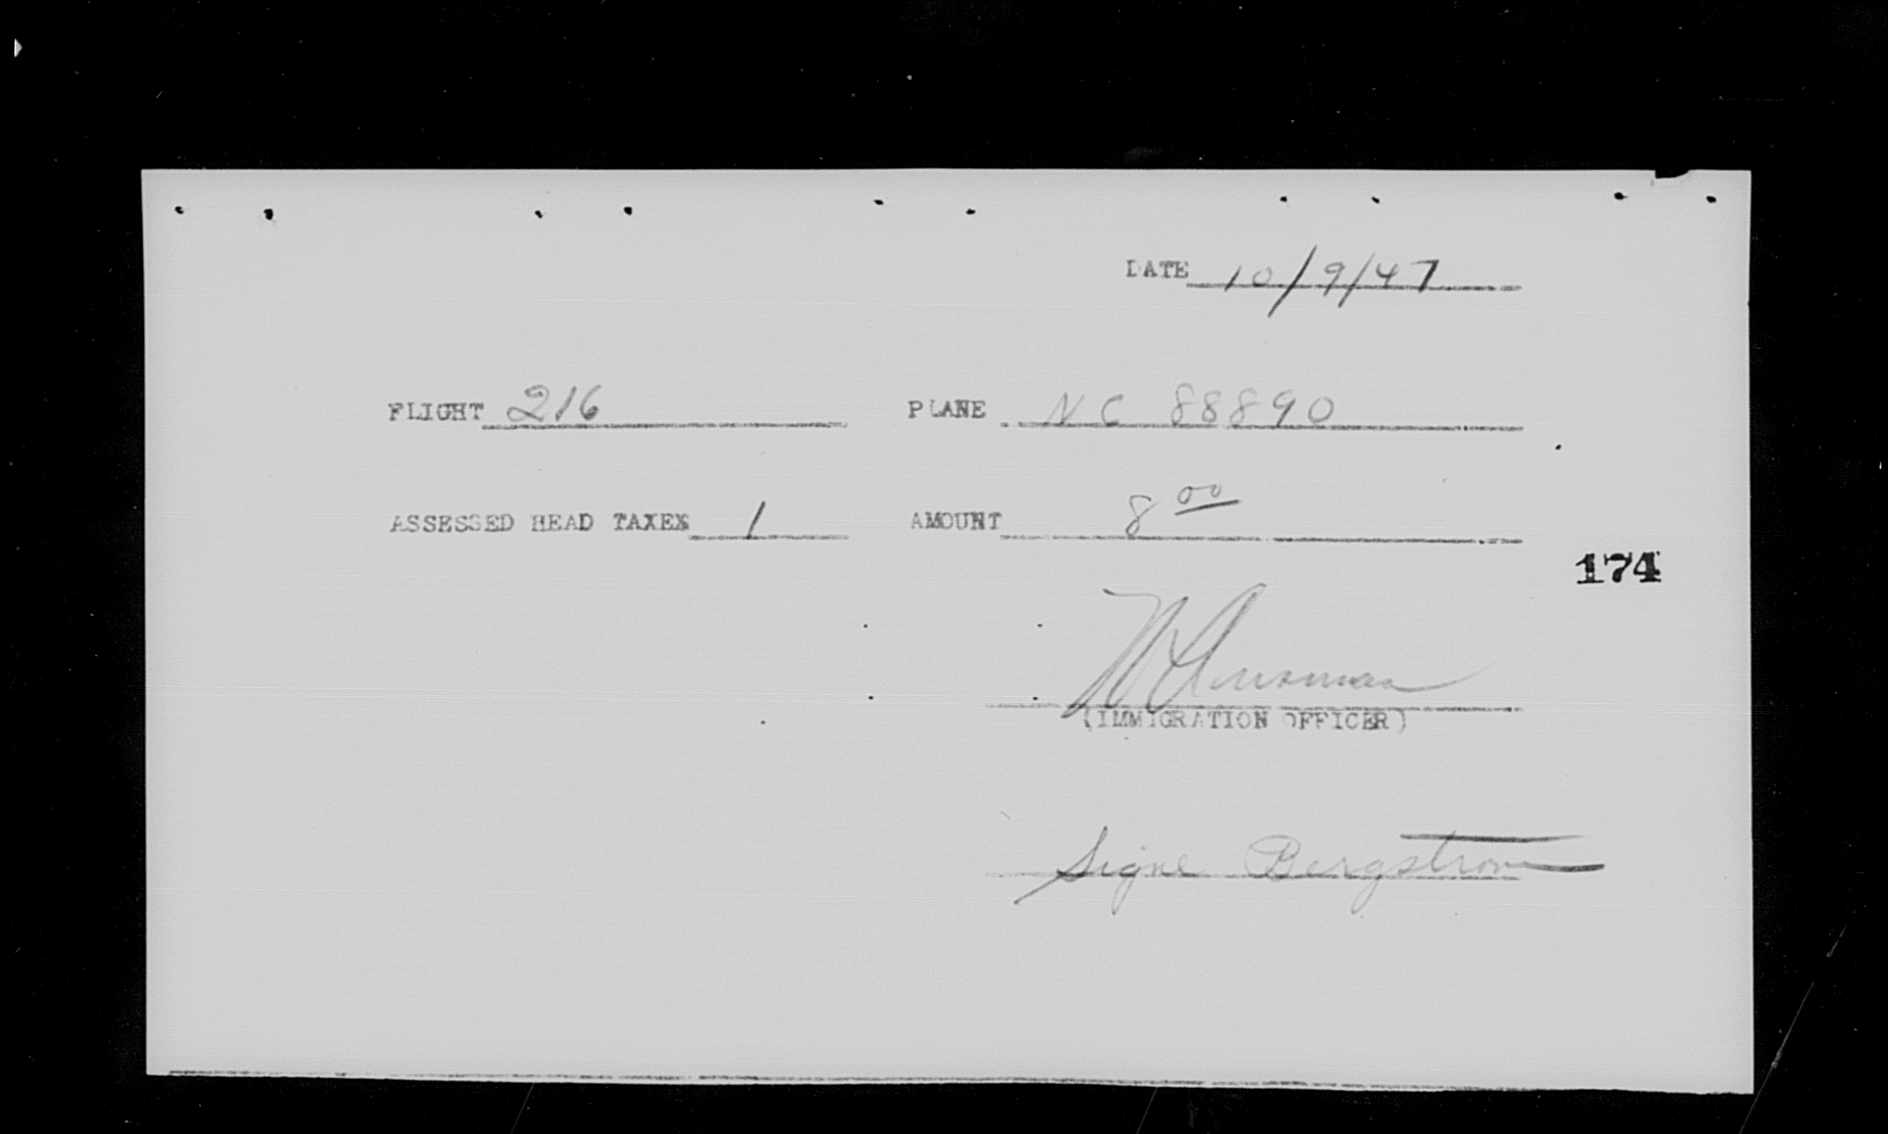 DATE 10/9/47
FLIGHT 216 PLANE NC 88890
ASSESSED HEAD TAXES 1 AMOUNT 8 00
174
(IMMIGRATION OFFICER)
Signe Bergstrom